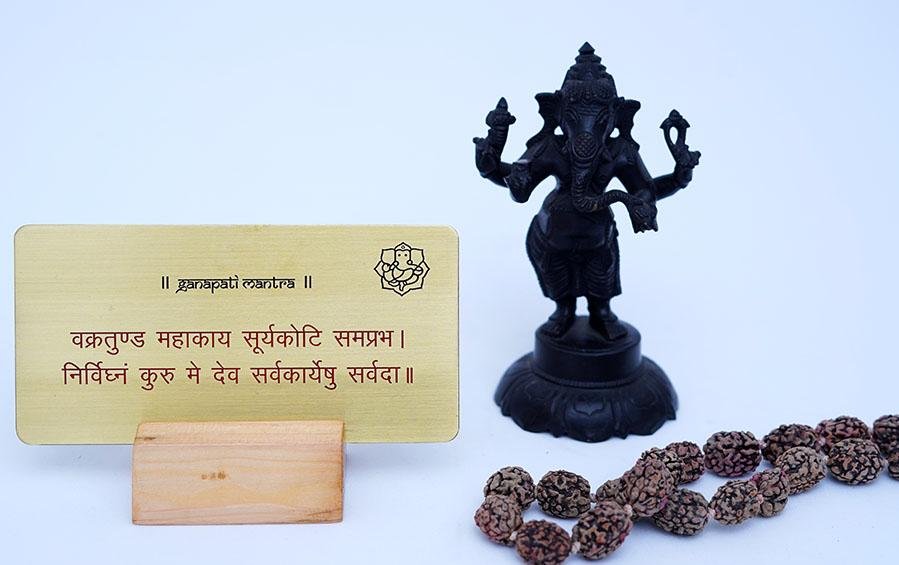 ॥ ganapati mantra ॥
वक्रतुण्ड महाकाय सूर्यकोटि समप्रभ।
निर्विघ्नं कुरु मे देव सर्वकार्येषु सर्वदा॥